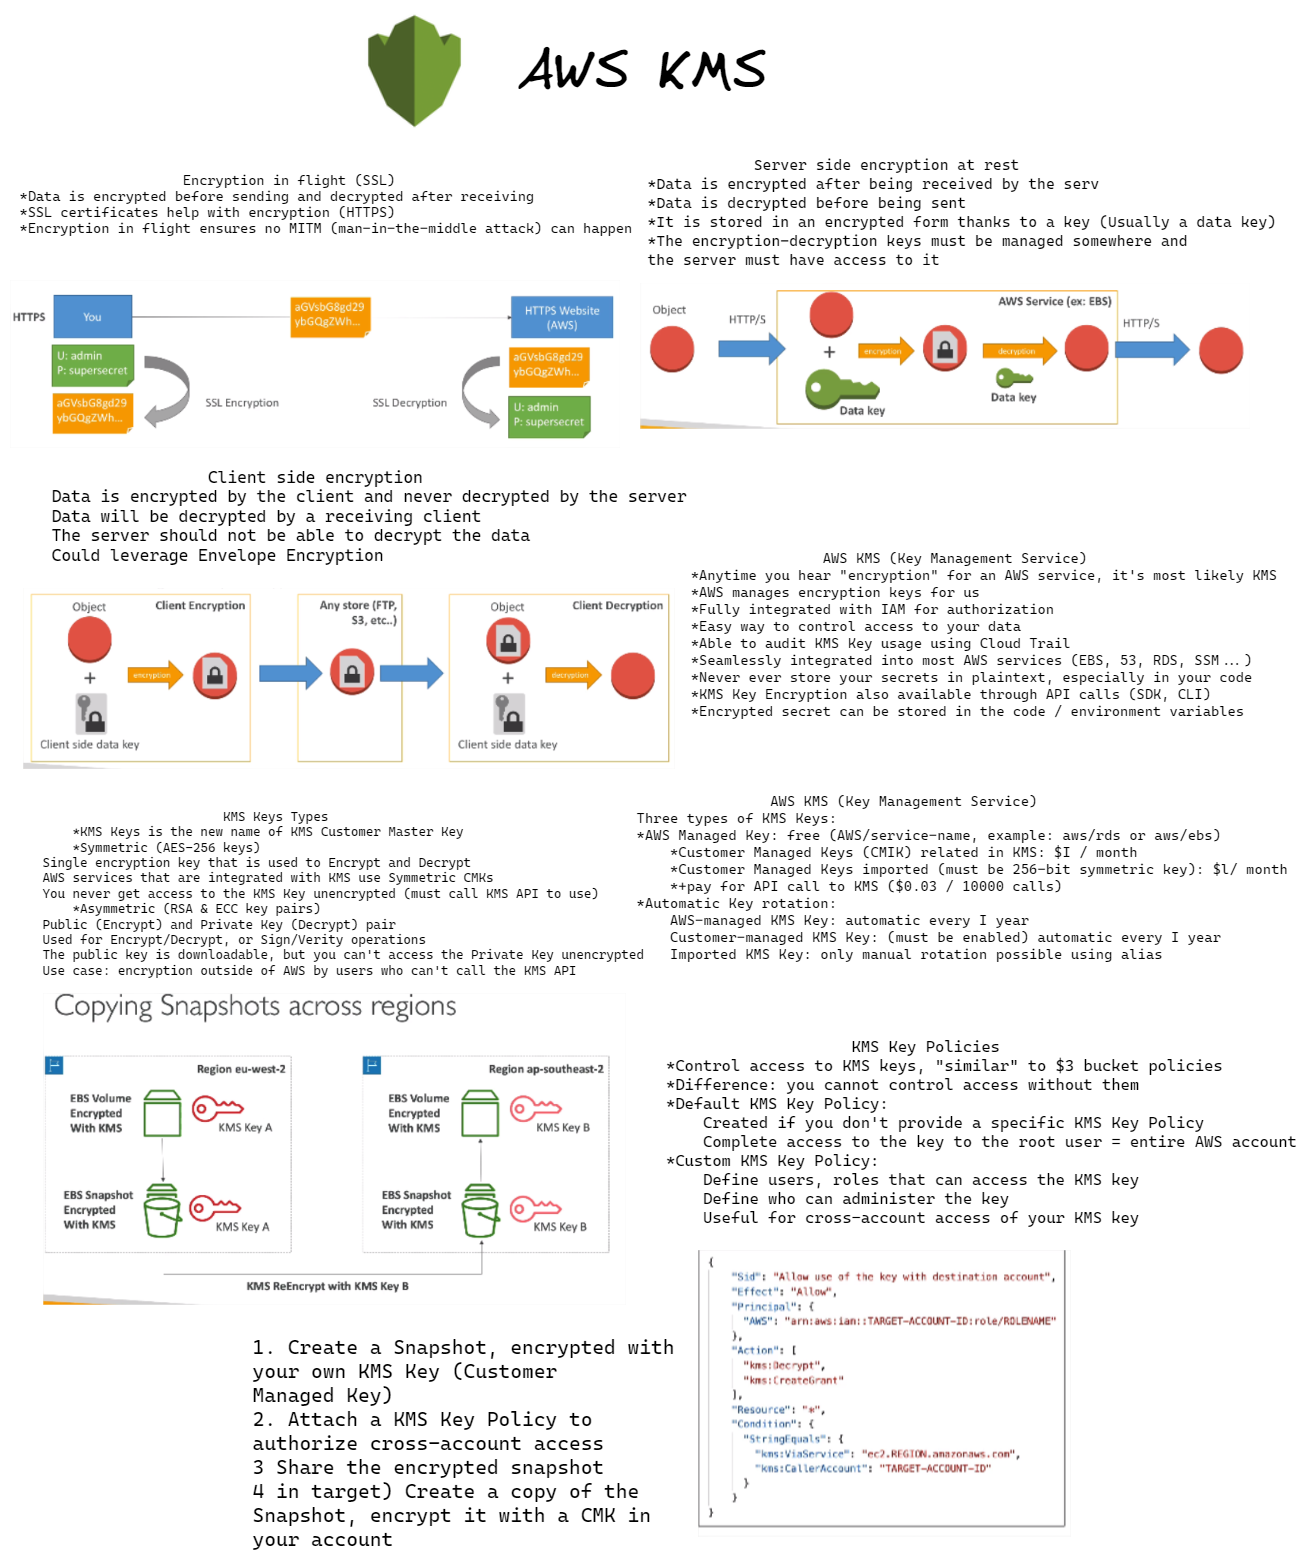 AWS KMS
Encryption in flight (SSL)
*Data is encrypted before sending and decrypted after receiving
*SSL certificates help with encryption (HTTPS)
*Encryption in flight ensures no MITM (man-in-the-middle attack) can happen
HTTPS
You
aGVsbG8gd29
ybGQgZWh...
HTTPS Website
(AWS)
U: admin
P: supersecret
aGVsbG8gd29
ybGQgZWh...
SSL Encryption
SSL Decryption
aGVsbG8gd29
ybGQgZWh...
U: admin
P: supersecret
Server side encryption at rest
*Data is encrypted after being received by the serv
*Data is decrypted before being sent
*It is stored in an encrypted form thanks to a key (Usually a data key)
*The encryption-decryption keys must be managed somewhere and
the server must have access to it
Object
HTTP/S
AWS Service (ex: EBS)
HTTP/S
+
encryption
decryption
Data key
Data key
Client side encryption
Data is encrypted by the client and never decrypted by the server
Data will be decrypted by a receiving client
The server should not be able to decrypt the data
Could leverage Envelope Encryption
Object
Client Encryption
+
encryption
Client side data key
Any store (FTP,
S3, etc..)
Object
Client Decryption
+
decryption
Client side data key
AWS KMS (Key Management Service)
*Anytime you hear "encryption" for an AWS service, it's most likely KMS
*AWS manages encryption keys for us
*Fully integrated with IAM for authorization
*Easy way to control access to your data
*Able to audit KMS Key usage using Cloud Trail
*Seamlessly integrated into most AWS services (EBS, 53, RDS, SSM...)
*Never ever store your secrets in plaintext, especially in your code
*KMS Key Encryption also available through API calls (SDK, CLI)
*Encrypted secret can be stored in the code / environment variables
KMS Keys Types
*KMS Keys is the new name of KMS Customer Master Key
*Symmetric (AES-256 keys)
Single encryption key that is used to Encrypt and Decrypt
AWS services that are integrated with KMS use Symmetric CMKs
You never get access to the KMS Key unencrypted (must call KMS API to use)
*Asymmetric (RSA & ECC key pairs)
Public (Encrypt) and Private Key (Decrypt) pair
Used for Encrypt/Decrypt, or Sign/Verity operations
The public key is downloadable, but you can't access the Private Key unencrypted
Use case: encryption outside of AWS by users who can't call the KMS API
AWS KMS (Key Management Service)
Three types of KMS Keys:
*AWS Managed Key: free (AWS/service-name, example: aws/rds or aws/ebs)
*Customer Managed Keys (CMIK) related in KMS: $I / month
*Customer Managed Keys imported (must be 256-bit symmetric key): $l/ month
*+pay for API call to KMS ($0.03 / 10000 calls)
*Automatic Key rotation:
AWS-managed KMS Key: automatic every I year
Customer-managed KMS Key: (must be enabled) automatic every I year
Imported KMS Key: only manual rotation possible using alias
Copying Snapshots across regions
Region eu-west-2
EBS Volume
Encrypted
With KMS
KMS Key A
EBS Snapshot
Encrypted
With KMS
KMS Key A
Region ap-southeast-2
EBS Volume
Encrypted
With KMS
KMS Key B
EBS Snapshot
Encrypted
With KMS
KMS Key B
KMS ReEncrypt with KMS Key B
KMS Key Policies
*Control access to KMS keys, "similar" to $3 bucket policies
*Difference: you cannot control access without them
*Default KMS Key Policy:
Created if you don't provide a specific KMS Key Policy
Complete access to the key to the root user = entire AWS account
*Custom KMS Key Policy:
Define users, roles that can access the KMS key
Define who can administer the key
Useful for cross-account access of your KMS key
1. Create a Snapshot, encrypted with
your own KMS Key (Customer
Managed Key)
2. Attach a KMS Key Policy to
authorize cross-account access
3 Share the encrypted snapshot
4 in target) Create a copy of the
Snapshot, encrypt it with a CMK in
your account
{
"Sid": "Allow use of the key with destination account",
"Effect": "Allow",
"Principal": {
"AWS": "arn:aws:iam::TARGET-ACCOUNT-ID:role/ROLENAME"
},
"Action": [
"kms:Decrypt",
"kms:CreateGrant"
],
"Resource": "*",
"Condition": {
"StringEquals": {
"kms:ViaService": "ec2.REGION.amazonaws.com",
"kms:CallerAccount": "TARGET-ACCOUNT-ID"
}
}
}